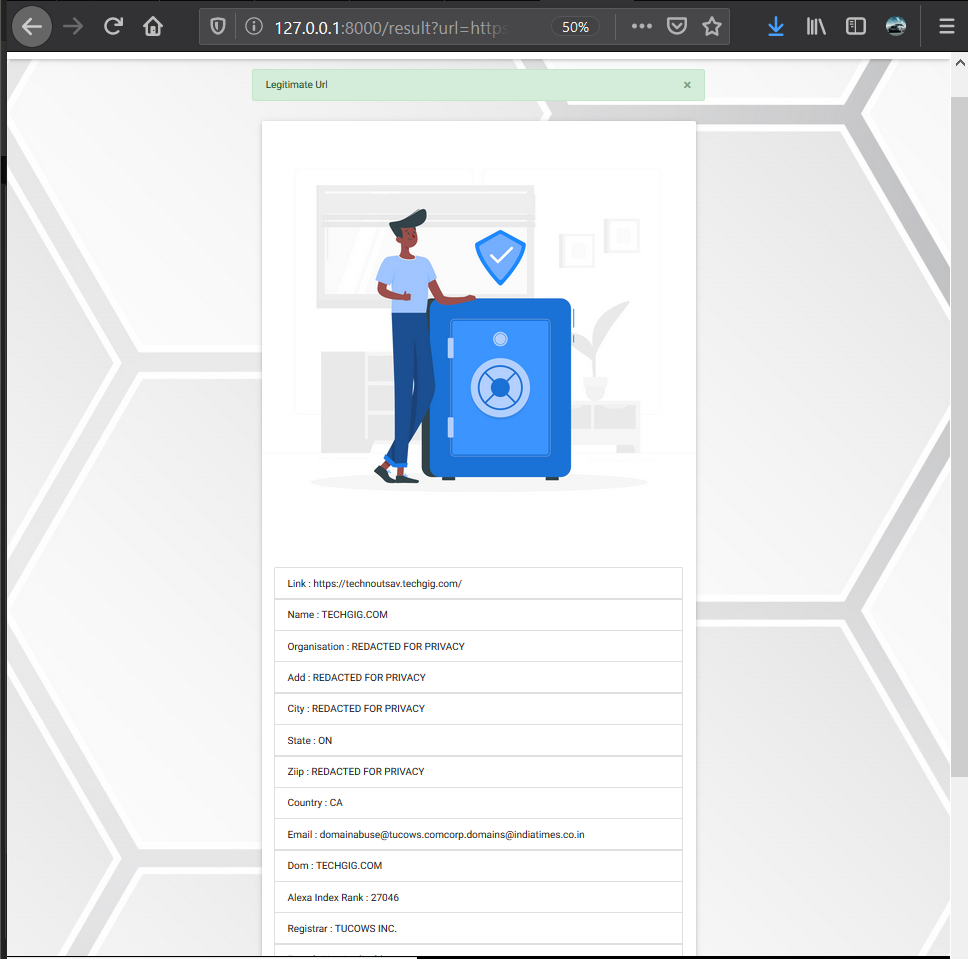 127.0.0.1:8000/result?url=https
50%
Legitimate Url
×
Link : https://technoutsav.techgig.com/
Name : TECHGIG.COM
Organisation : REDACTED FOR PRIVACY
Add : REDACTED FOR PRIVACY
City : REDACTED FOR PRIVACY
State : ON
Ziip : REDACTED FOR PRIVACY
Country : CA
Email : domainabuse@tucows.comcorp.domains@indiatimes.co.in
Dom : TECHGIG.COM
Alexa Index Rank : 27046
Registrar : TUCOWS INC.